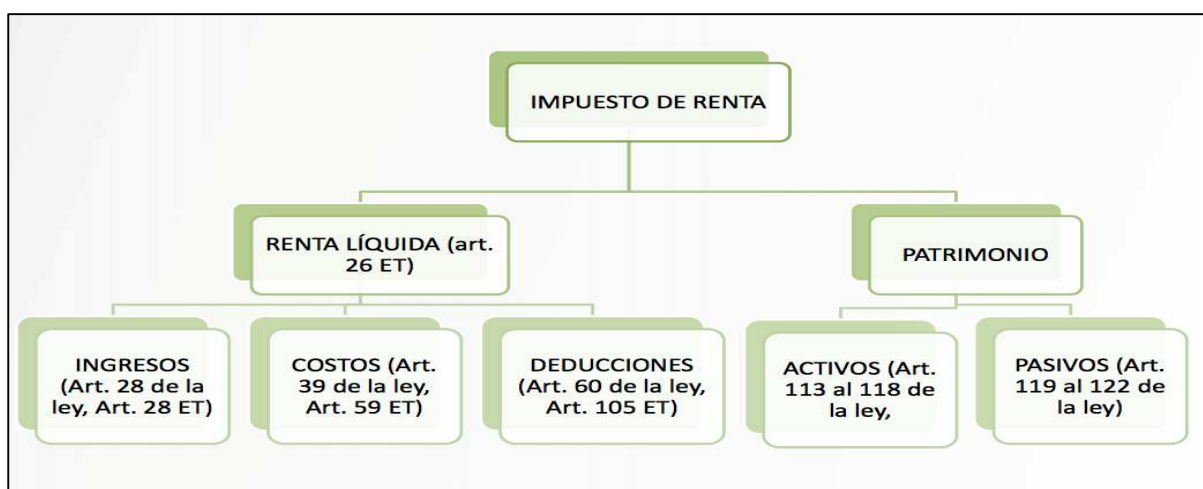 IMPUESTO DE RENTA
RENTA LÍQUIDA (art.
26 ET)
PATRIMONIO
INGRESOS
(Art. 28 de la
ley, Art. 28 ET)
COSTOS (Art.
39 de la ley,
Art. 59 ET)
DEDUCCIONES
(Art. 60 de la ley,
Art. 105 ET)
ACTIVOS (Art.
113 al 118 de
la ley,
PASIVOS (Art.
119 al 122 de
la ley)